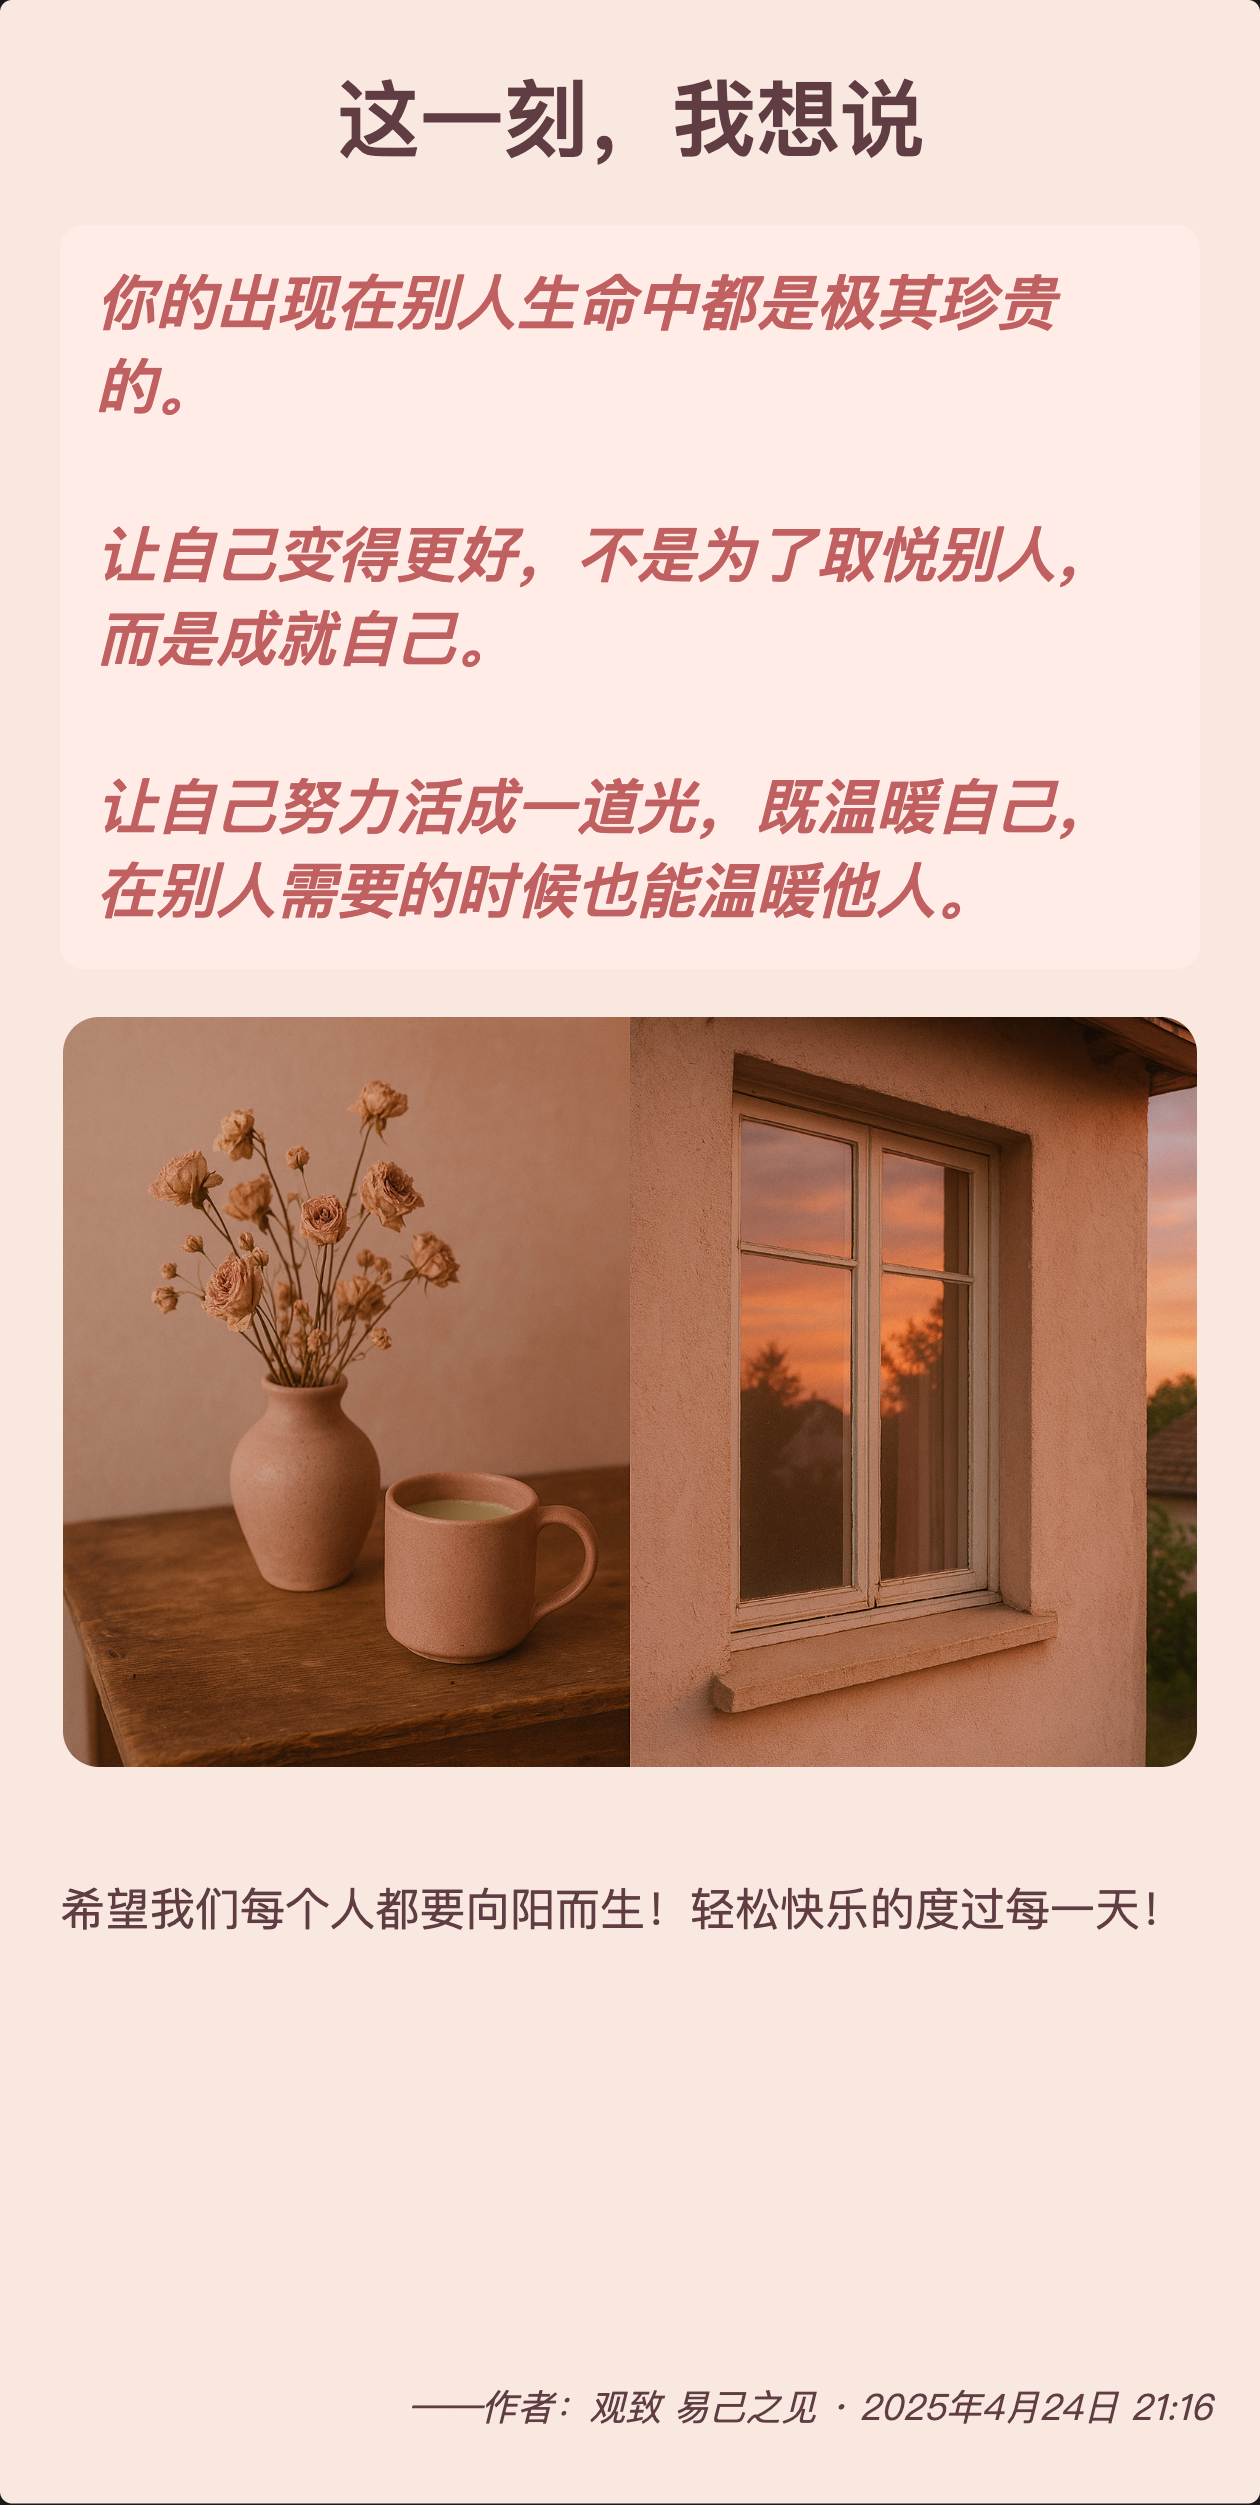 这一刻，我想说
你的出现在别人生命中都是极其珍贵
的。
让自己变得更好，不是为了取悦别人，
而是成就自己。
让自己努力活成一道光，既温暖自己，
在别人需要的时候也能温暖他人。
希望我们每个人都要向阳而生！轻松快乐的度过每一天！
——作者：观致 易己之见 · 2025年4月24日 21:16